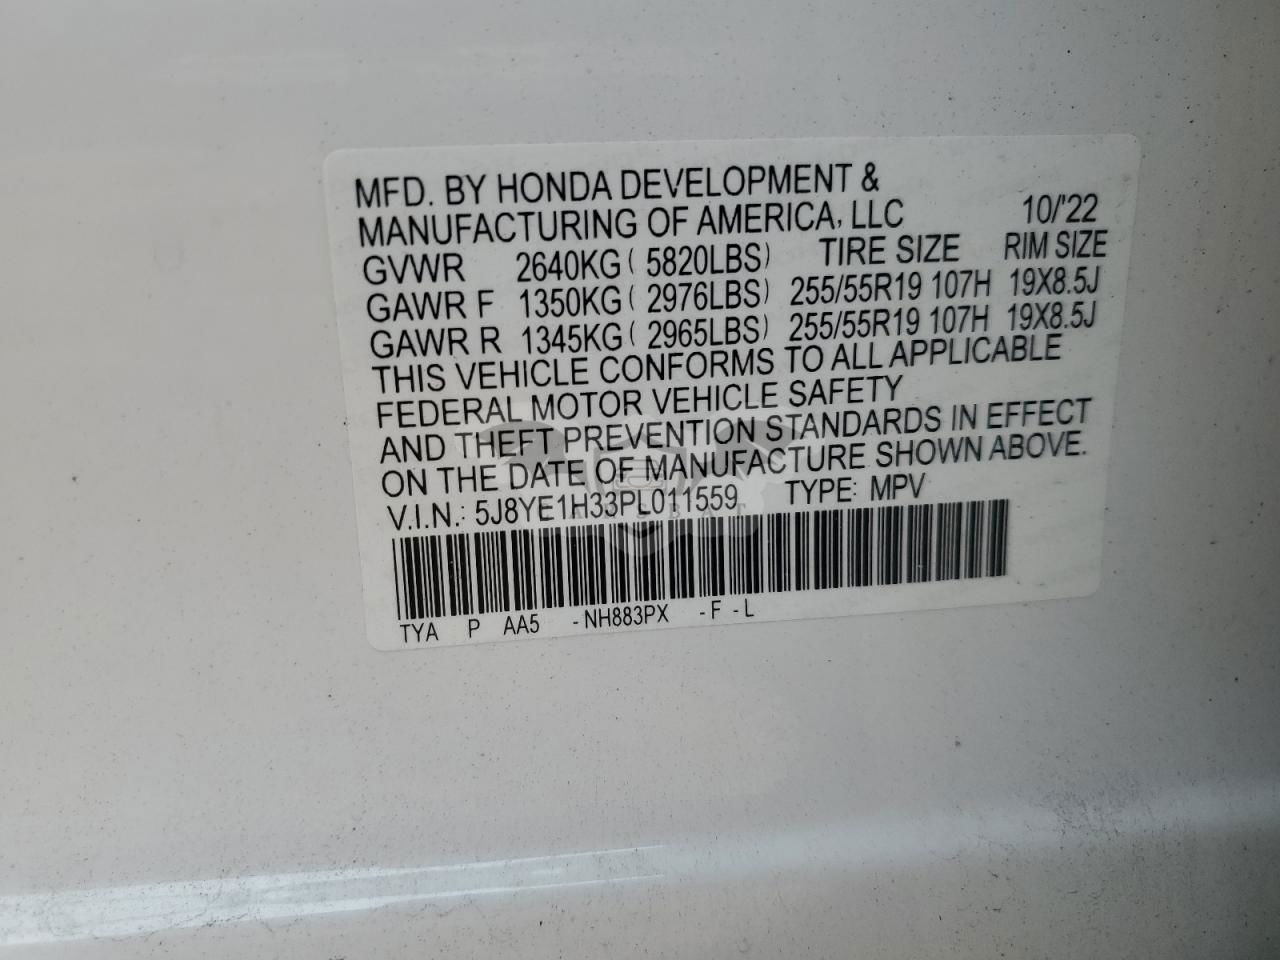 MFD. BY HONDA DEVELOPMENT &
MANUFACTURING OF AMERICA, LLC 10/'22
GVWR 2640KG ( 5820LBS) TIRE SIZE RIM SIZE
GAWR F 1350KG ( 2976LBS) 255/55R19 107H 19X8.5J
GAWR R 1345KG ( 2965LBS) 255/55R19 107H 19X8.5J
THIS VEHICLE CONFORMS TO ALL APPLICABLE
FEDERAL MOTOR VEHICLE SAFETY
AND THEFT PREVENTION STANDARDS IN EFFECT
ON THE DATE OF MANUFACTURE SHOWN ABOVE.
V.I.N.: 5J8YE1H33PL011559 TYPE: MPV
TYA P AA5 -NH883PX -F -L